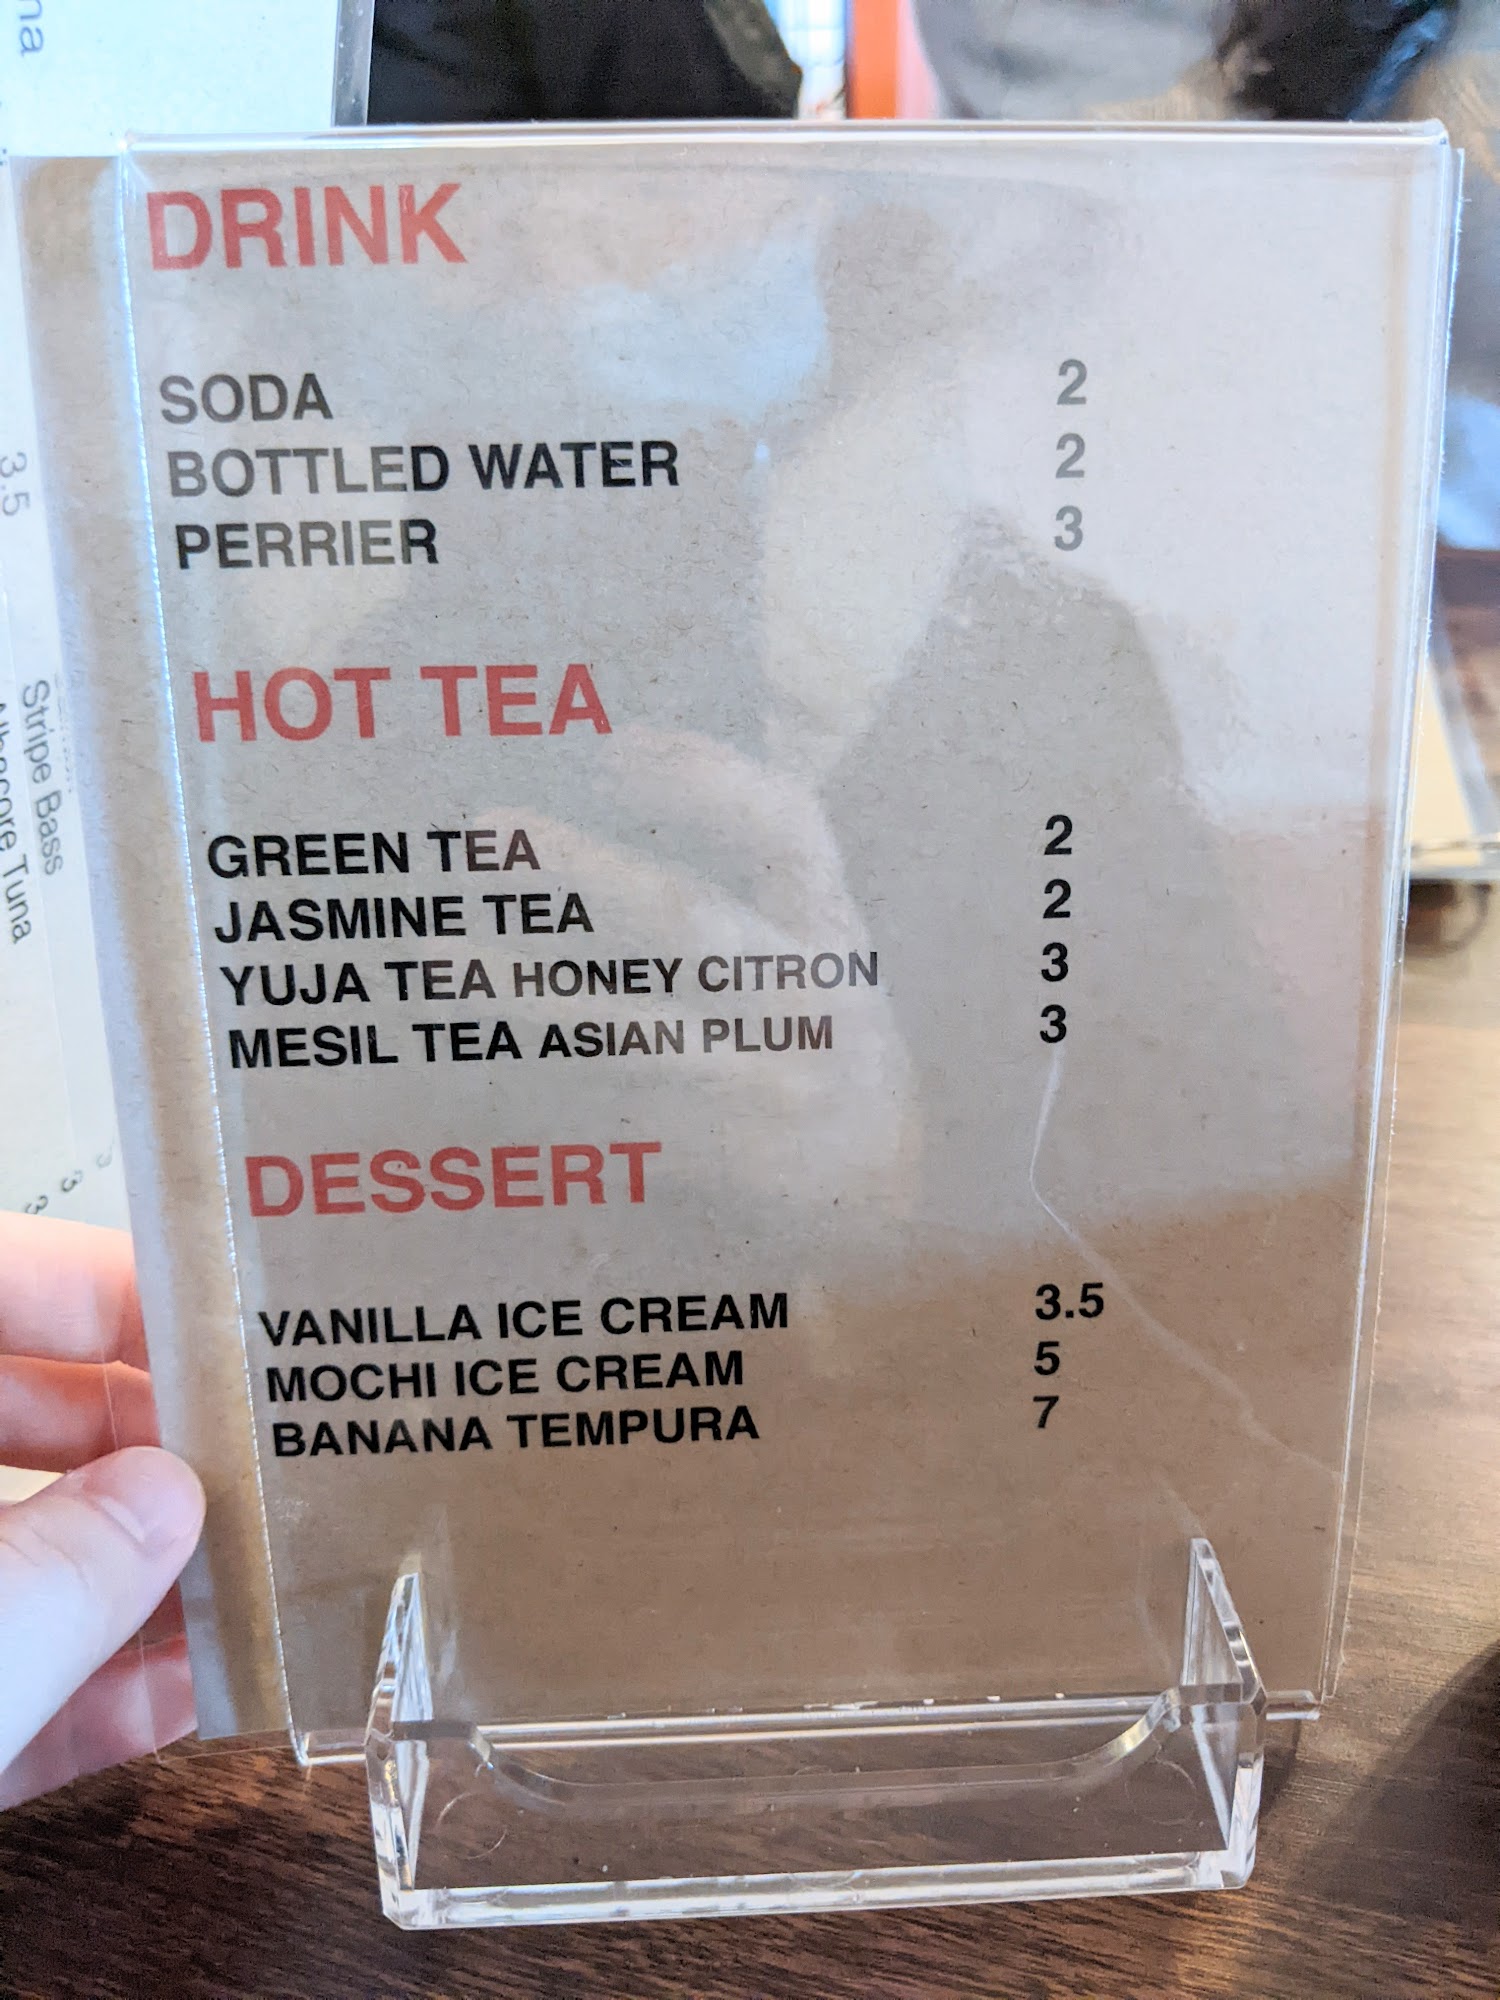 DRINK
SODA 2
BOTTLED WATER 2
PERRIER 3
HOT TEA
GREEN TEA 2
JASMINE TEA 2
YUJA TEA HONEY CITRON 3
MESIL TEA ASIAN PLUM 3
DESSERT
VANILLA ICE CREAM 3.5
MOCHI ICE CREAM 5
BANANA TEMPURA 7
3.5
Stripe Bass
Tuna
3
3